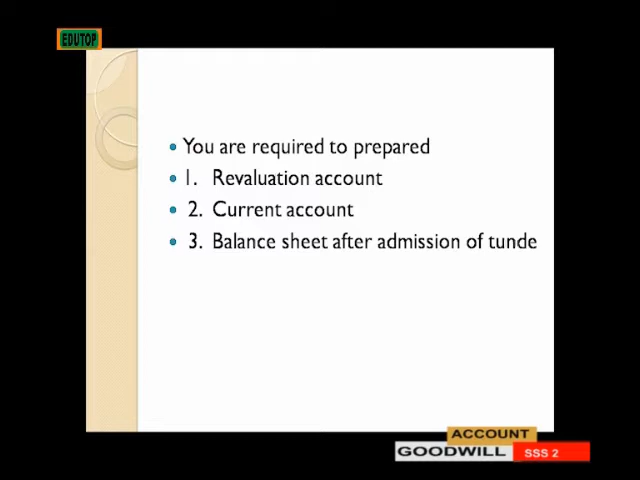 EDUTOP
• You are required to prepared
• 1. Revaluation account
• 2. Current account
• 3. Balance sheet after admission of tunde
ACCOUNT
GOODWILL SSS 2